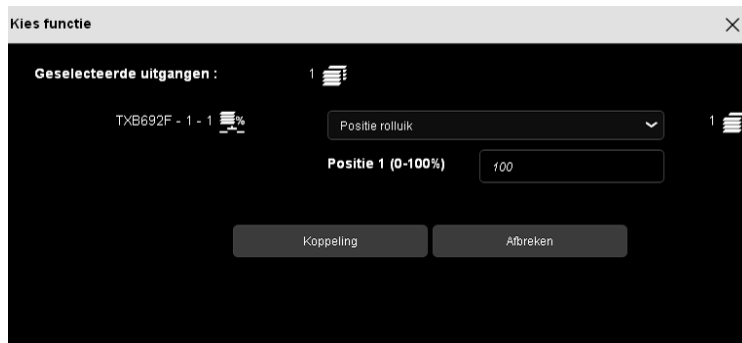 Kies functie
Geselecteerde uitgangen : 1
TXB692F - 1 - 1 % Positie rolluik 1
Positie 1 (0-100%) 100
Koppeling Afbreken